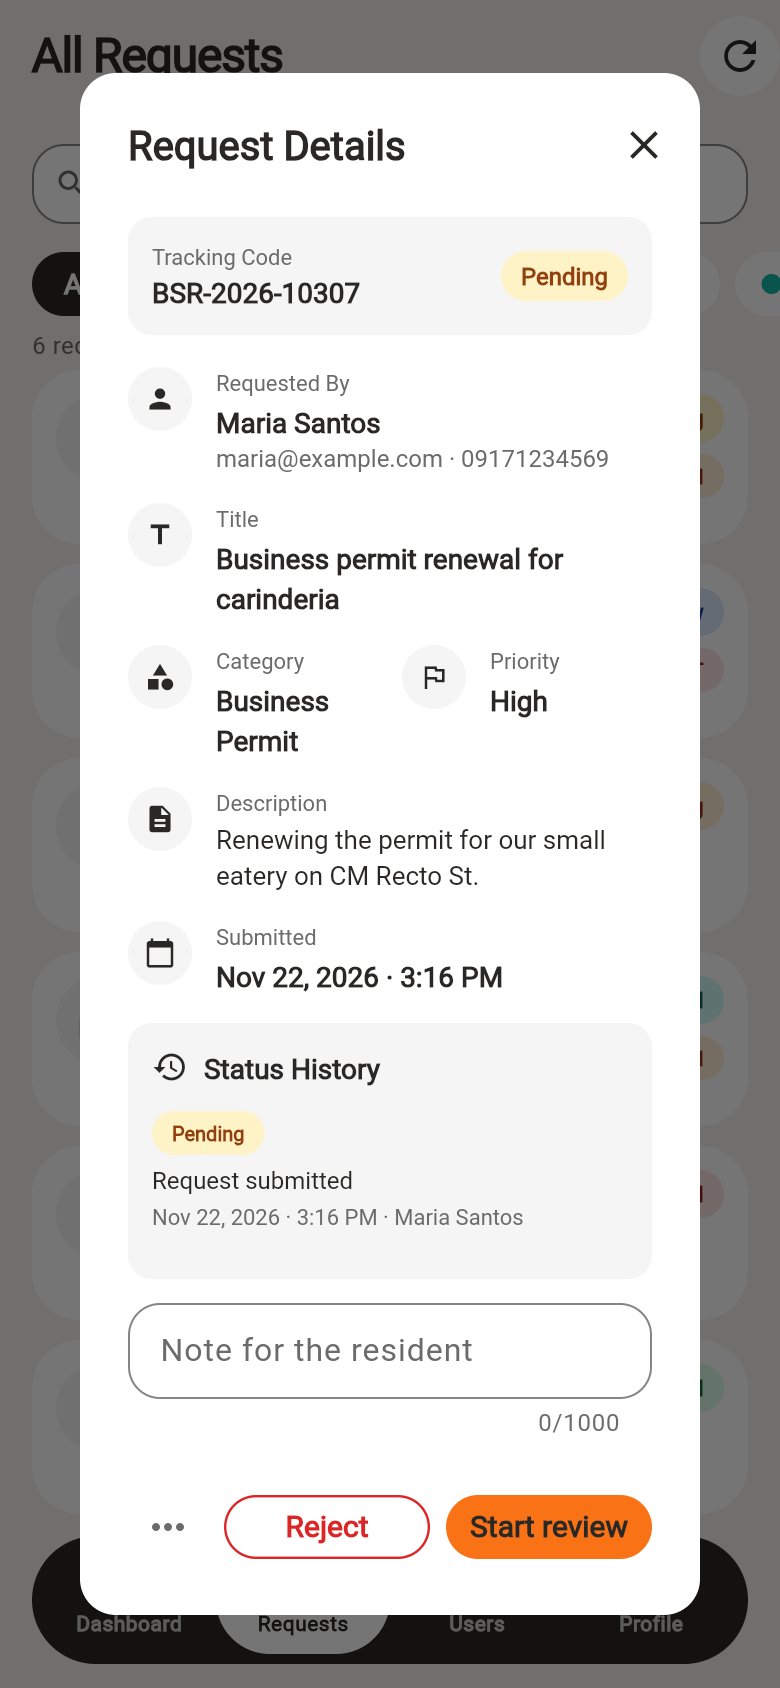 All Requests
Request Details
Tracking Code
BSR-2026-10307
Pending
Requested By
Maria Santos
maria@example.com · 09171234569
Title
Business permit renewal for
carinderia
Category
Business
Permit
Priority
High
Description
Renewing the permit for our small
eatery on CM Recto St.
Submitted
Nov 22, 2026 · 3:16 PM
Status History
Pending
Request submitted
Nov 22, 2026 · 3:16 PM · Maria Santos
Note for the resident
0/1000
Reject
Start review
Dashboard
Requests
Users
Profile